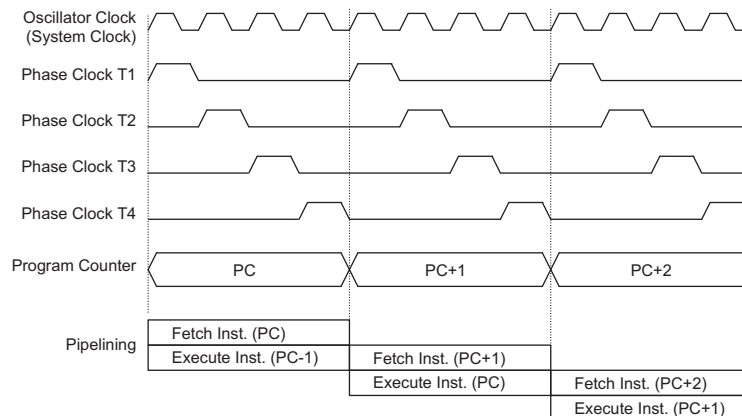 Oscillator Clock
(System Clock)
Phase Clock T1
Phase Clock T2
Phase Clock T3
Phase Clock T4
Program Counter
PC
PC+1
PC+2
Pipelining
Fetch Inst. (PC)
Execute Inst. (PC-1)
Fetch Inst. (PC+1)
Execute Inst. (PC)
Fetch Inst. (PC+2)
Execute Inst. (PC+1)